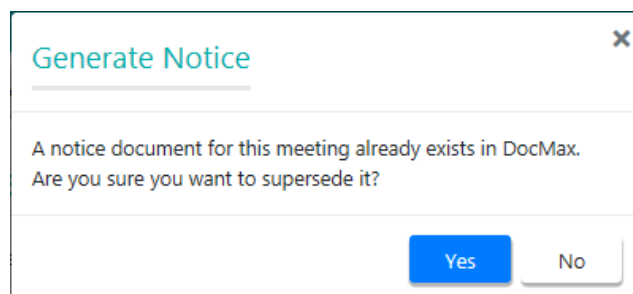 Generate Notice
A notice document for this meeting already exists in DocMax.
Are you sure you want to supersede it?
Yes
No